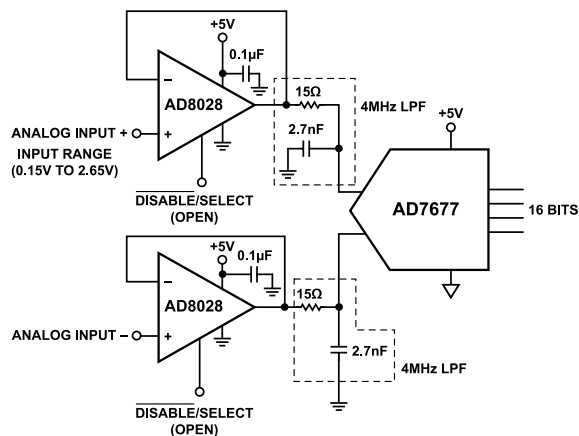 +5V
0.1µF
−
AD8028
+
ANALOG INPUT +
INPUT RANGE
(0.15V TO 2.65V)
DISABLE/SELECT
(OPEN)
15Ω
4MHz LPF
2.7nF
+5V
AD7677
16 BITS
+5V
0.1µF
−
AD8028
+
ANALOG INPUT −
DISABLE/SELECT
(OPEN)
15Ω
2.7nF
4MHz LPF